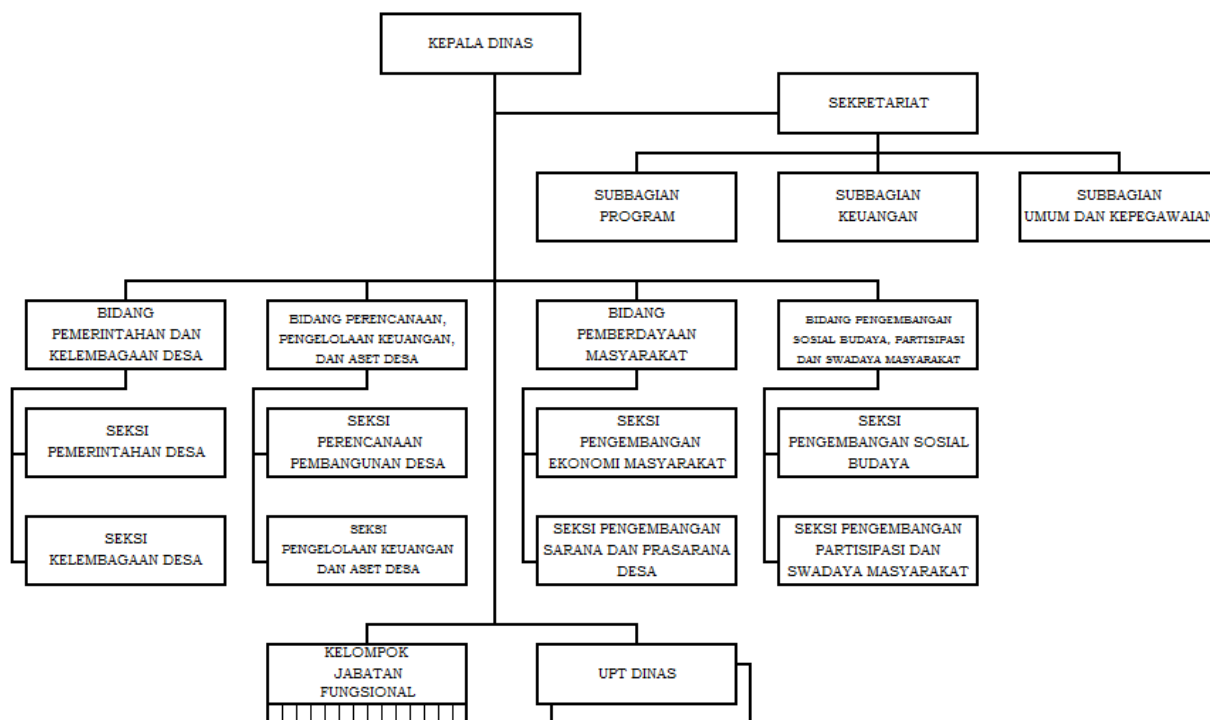 KEPALA DINAS
SEKRETARIAT
SUBBAGIAN
PROGRAM
SUBBAGIAN
KEUANGAN
SUBBAGIAN
UMUM DAN KEPEGAWAIAN
BIDANG
PEMERINTAHAN DAN
KELEMBAGAAN DESA
BIDANG PERENCANAAN,
PENGELOLAAN KEUANGAN,
DAN ASET DESA
BIDANG
PEMBERDAYAAN
MASYARAKAT
BIDANG PENGEMBANGAN
SOSIAL BUDAYA, PARTISIPASI
DAN SWADAYA MASYARAKAT
SEKSI
PEMERINTAHAN DESA
SEKSI
PERENCANAAN
PEMBANGUNAN DESA
SEKSI
PENGEMBANGAN
EKONOMI MASYARAKAT
SEKSI
PENGEMBANGAN SOSIAL
BUDAYA
SEKSI
KELEMBAGAAN DESA
SEKSI
PENGELOLAAN KEUANGAN
DAN ASET DESA
SEKSI PENGEMBANGAN
SARANA DAN PRASARANA
DESA
SEKSI PENGEMBANGAN
PARTISIPASI DAN
SWADAYA MASYARAKAT
KELOMPOK
JABATAN
FUNGSIONAL
UPT DINAS